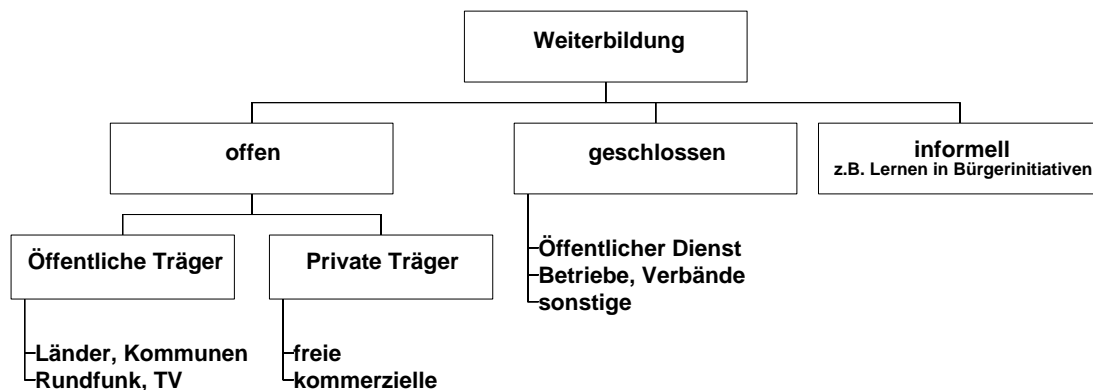 Weiterbildung
offen
geschlossen
informell
z.B. Lernen in Bürgerinitiativen
Öffentliche Träger
Private Träger
Öffentlicher Dienst
Betriebe, Verbände
sonstige
Länder, Kommunen
Rundfunk, TV
freie
kommerzielle